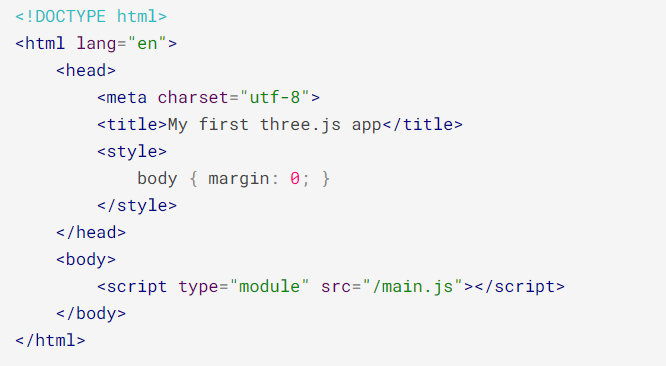 <!DOCTYPE html>
<html lang="en">
    <head>
        <meta charset="utf-8">
        <title>My first three.js app</title>
        <style>
            body { margin: 0; }
        </style>
    </head>
    <body>
        <script type="module" src="/main.js"></script>
    </body>
</html>